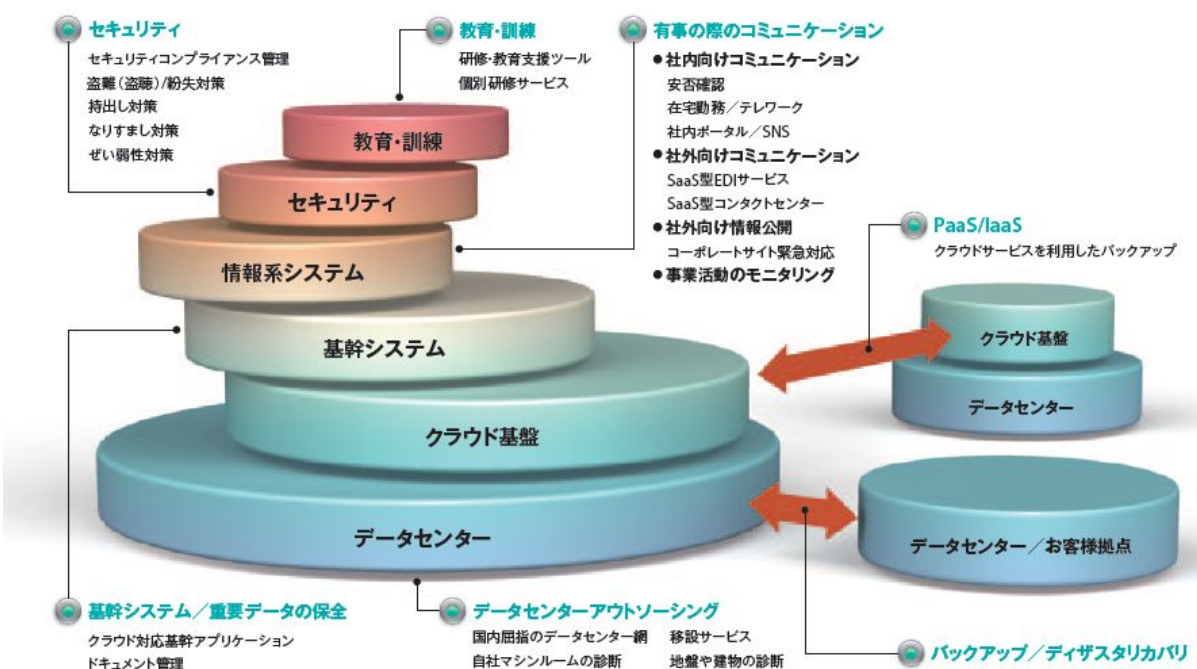 セキュリティ
セキュリティコンプライアンス管理
盗難(盗聴)/紛失対策
持出し対策
なりすまし対策
ぜい弱性対策
教育・訓練
研修・教育支援ツール
個別研修サービス
有事の際のコミュニケーション
●社内向けコミュニケーション
安否確認
在宅勤務／テレワーク
社内ポータル／SNS
●社外向けコミュニケーション
SaaS型EDIサービス
SaaS型コンタクトセンター
●社外向け情報公開
コーポレートサイト緊急対応
●事業活動のモニタリング
PaaS/IaaS
クラウドサービスを利用したバックアップ
教育・訓練
セキュリティ
情報系システム
基幹システム
クラウド基盤
データセンター
クラウド基盤
データセンター
データセンター／お客様拠点
基幹システム／重要データの保全
クラウド対応基幹アプリケーション
ドキュメント管理
データセンターアウトソーシング
国内屈指のデータセンター網 移設サービス
自社マシンルームの診断 地盤や建物の診断
バックアップ／ディザスタリカバリ